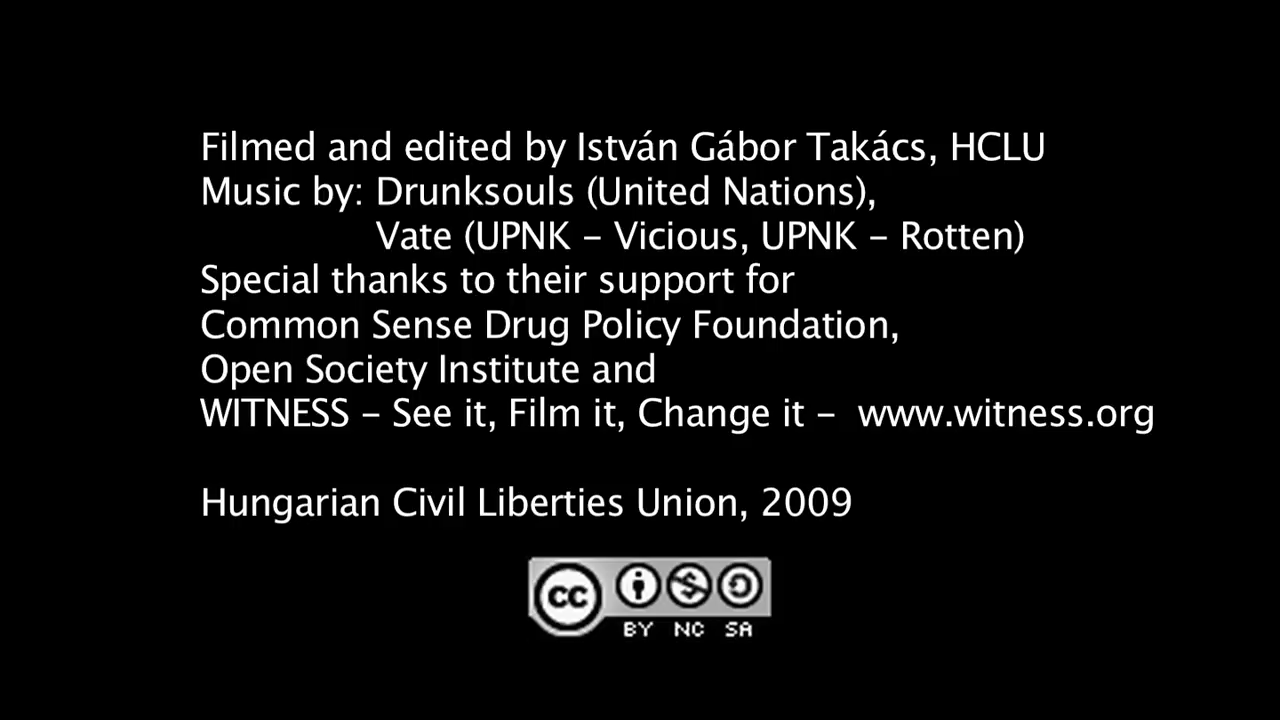 Filmed and edited by István Gábor Takács, HCLU
Music by: Drunksouls (United Nations),
Vate (UPNK – Vicious, UPNK – Rotten)
Special thanks to their support for
Common Sense Drug Policy Foundation,
Open Society Institute and
WITNESS – See it, Film it, Change it – www.witness.org
Hungarian Civil Liberties Union, 2009
cc
BY NC SA